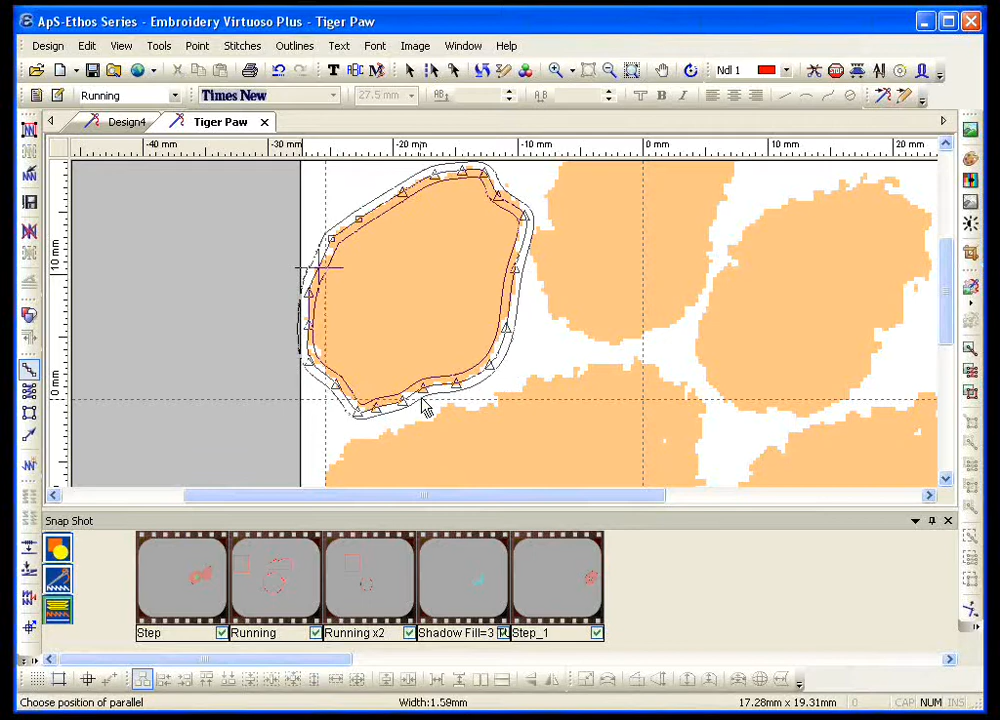 ApS-Ethos Series - Embroidery Virtuoso Plus - Tiger Paw
Design Edit View Tools Point Stitches Outlines Text Font Image Window Help
T ABC M Ndl 1 STOP
Running Times New 27.5 mm AB A.B T B I
Design4 Tiger Paw
-40 mm -30 mm -20 mm -10 mm 0 mm 10 mm 20 mm
10 mm
0 mm
Snap Shot
Step Running Running x2 Shadow Fill=3 Step_1
Choose position of parallel Width:1.58mm 17.28mm × 19.31mm CAP NUM INS